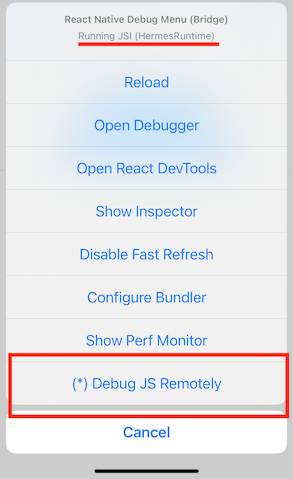 React Native Debug Menu (Bridge)
Running JSI (HermesRuntime)
Reload
Open Debugger
Open React DevTools
Show Inspector
Disable Fast Refresh
Configure Bundler
Show Perf Monitor
(*) Debug JS Remotely
Cancel